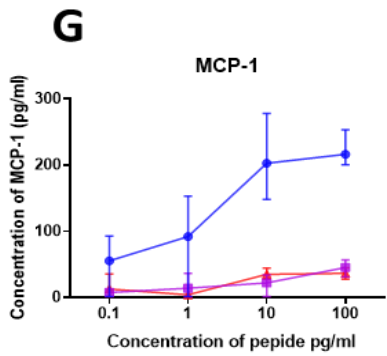 G
MCP-1
Concentration of MCP-1 (pg/ml)
300
200
100
0
0.1 1 10 100
Concentration of pepide pg/ml